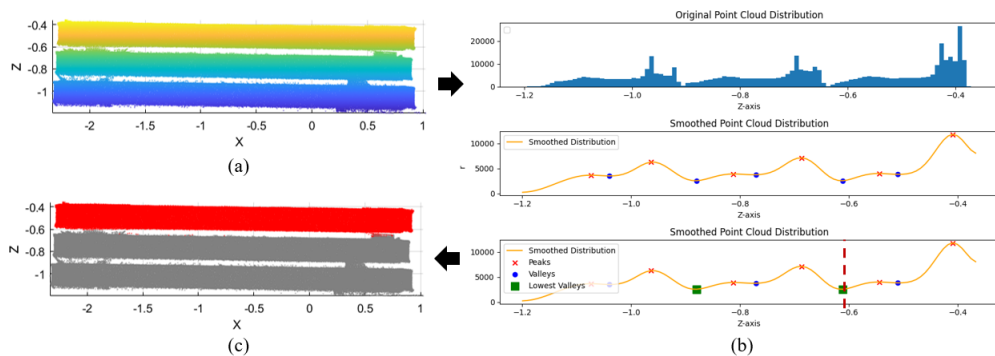 -0.4
-0.6
-0.8
-1
Z
-2 -1.5 -1 -0.5 0 0.5 1
X
(a)
Original Point Cloud Distribution
20000
10000
0
−1.2 −1.0 −0.8 −0.6 −0.4
Z-axis
Smoothed Point Cloud Distribution
Smoothed Distribution
10000
5000
0
r
−1.2 −1.0 −0.8 −0.6 −0.4
Z-axis
Smoothed Point Cloud Distribution
Smoothed Distribution
Peaks
Valleys
Lowest Valleys
10000
5000
0
−1.2 −1.0 −0.8 −0.6 −0.4
Z-axis
(b)
-0.4
-0.6
-0.8
-1
Z
-2 -1.5 -1 -0.5 0 0.5 1
X
(c)